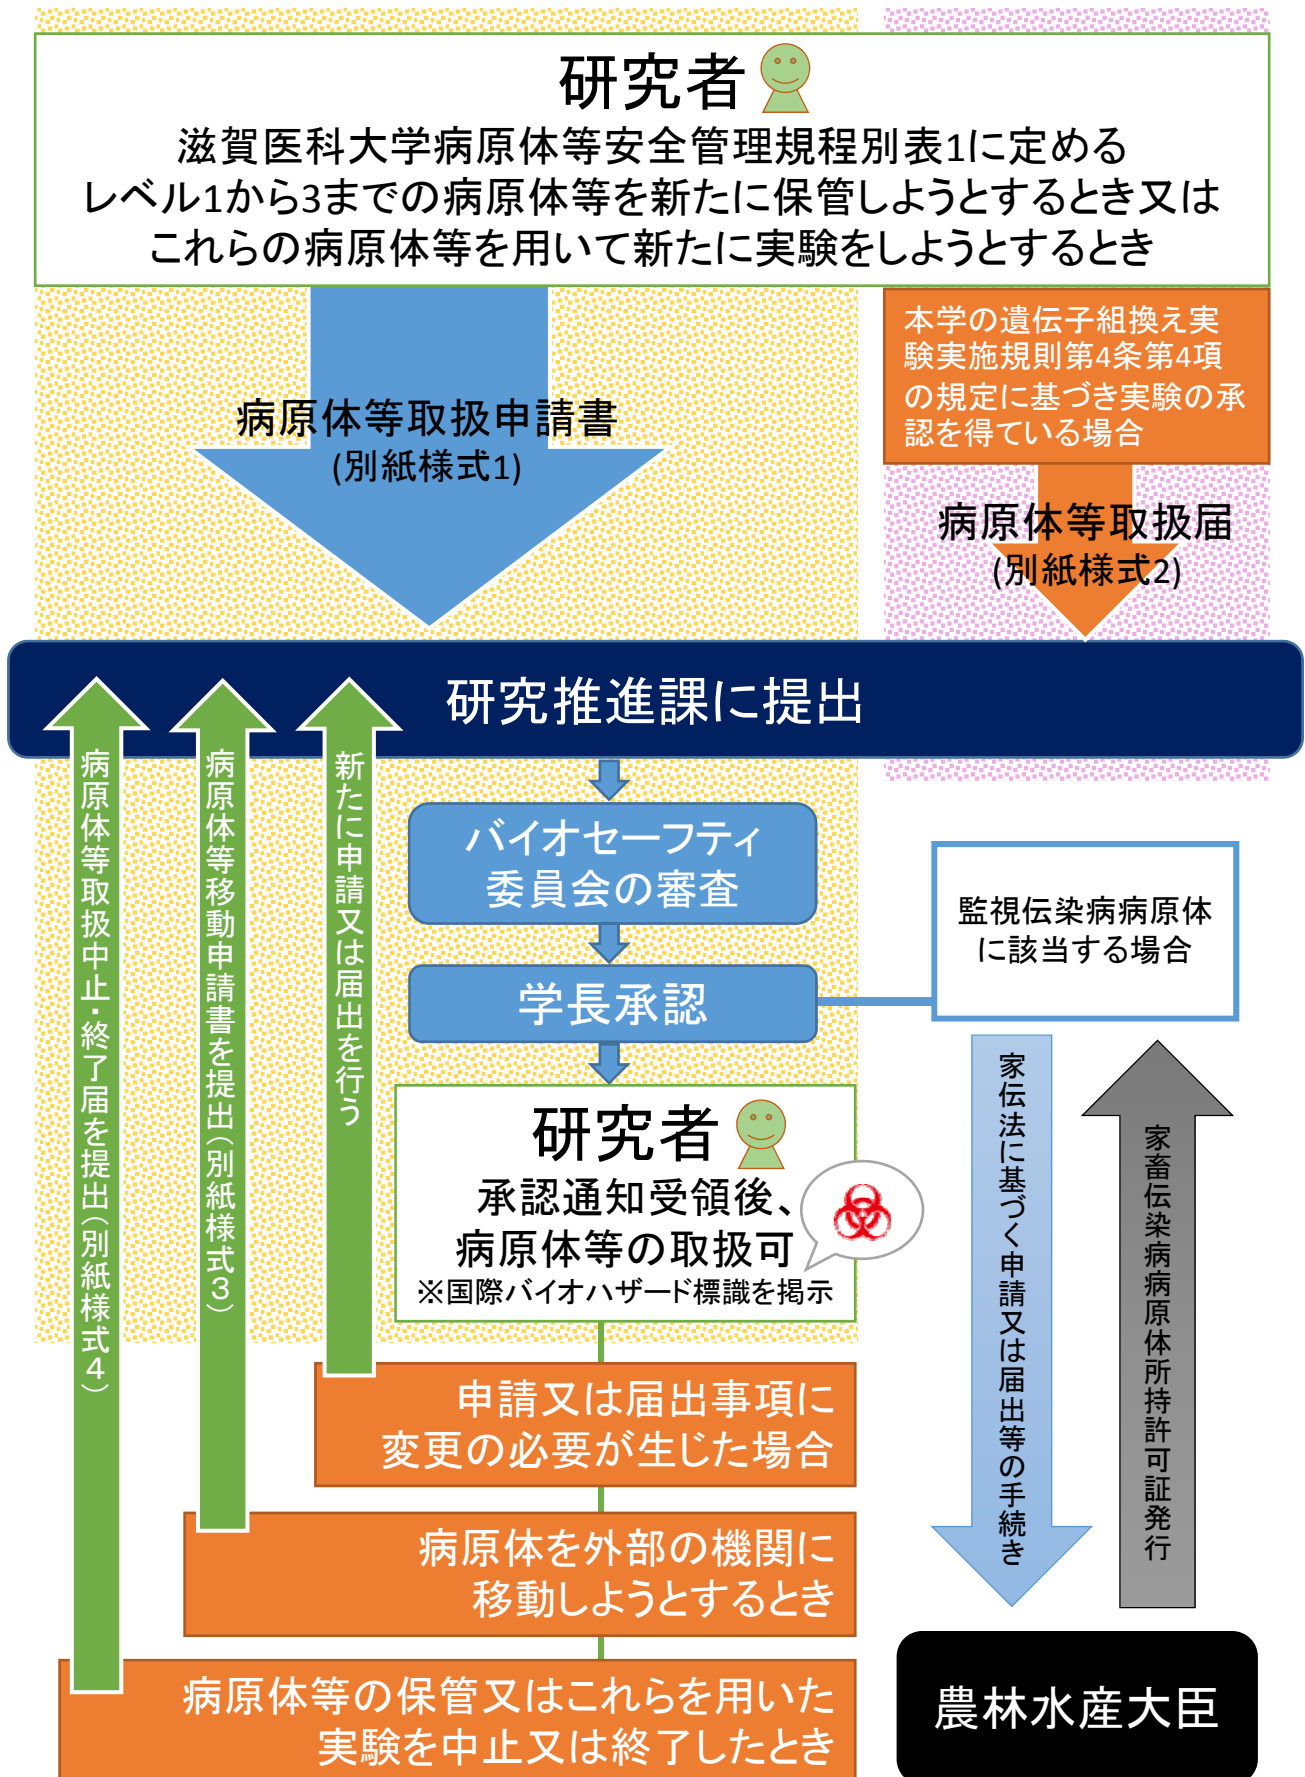 研究者
滋賀医科大学病原体等安全管理規程別表1に定める
レベル1から3までの病原体等を新たに保管しようとするとき又は
これらの病原体等を用いて新たに実験をしようとするとき
本学の遺伝子組換え実
験実施規則第4条第4項
の規定に基づき実験の承
認を得ている場合
病原体等取扱申請書
(別紙様式1)
病原体等取扱届
(別紙様式2)
研究推進課に提出
病原体等取扱中止・終了届を提出(別紙様式4)
病原体等移動申請書を提出(別紙様式3)
新たに申請又は届出を行う
バイオセーフティ
委員会の審査
学長承認
監視伝染病病原体
に該当する場合
研究者
承認通知受領後、
病原体等の取扱可
※国際バイオハザード標識を掲示
家伝法に基づく申請又は届出等の手続き
家畜伝染病病原体所持許可証発行
申請又は届出事項に
変更の必要が生じた場合
病原体を外部の機関に
移動しようとするとき
病原体等の保管又はこれらを用いた
実験を中止又は終了したとき
農林水産大臣